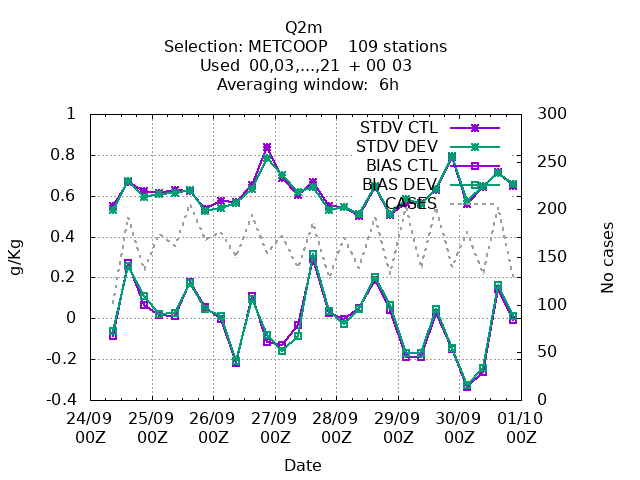 Q2m
Selection: METCOOP    109 stations
Used  00,03,...,21  + 00 03
Averaging window:  6h
STDV CTL
STDV DEV
BIAS CTL
BIAS DEV
CASES
1
0.8
0.6
0.4
0.2
0
-0.2
-0.4
g/Kg
300
250
200
150
100
50
0
No cases
24/09 25/09 26/09 27/09 28/09 29/09 30/09 01/10
00Z 00Z 00Z 00Z 00Z 00Z 00Z 00Z
Date